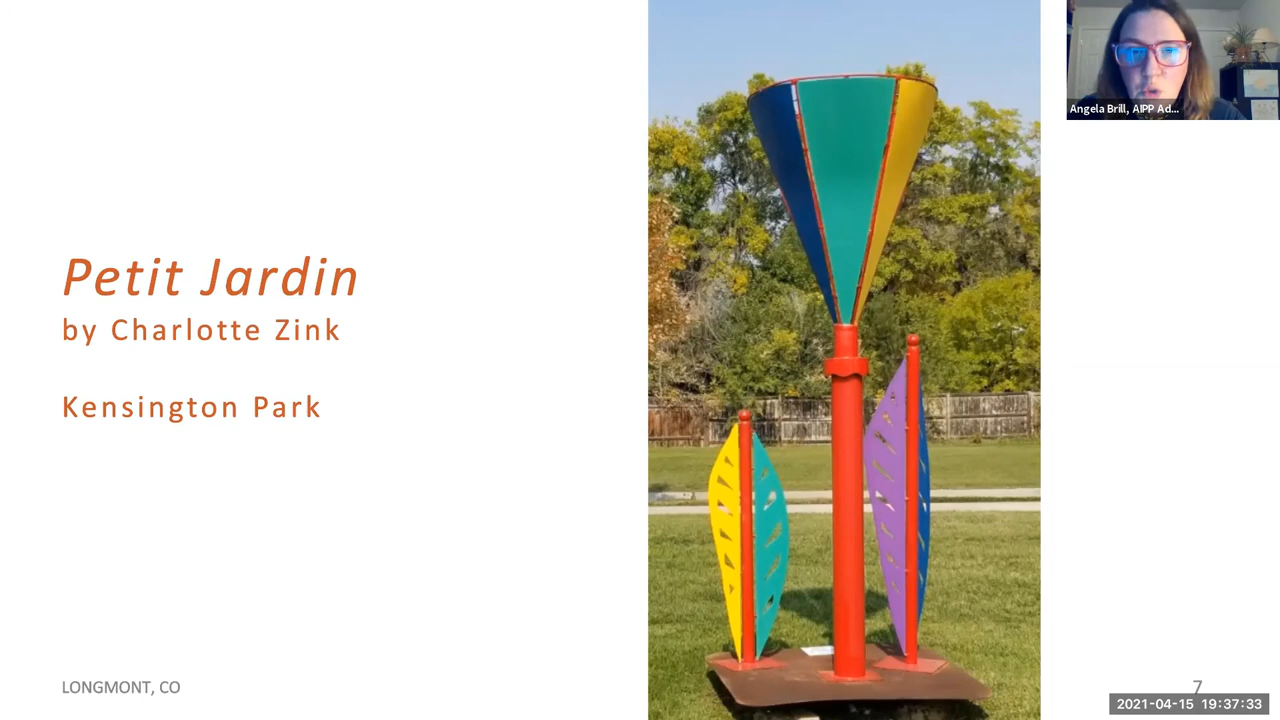 Petit Jardin
by Charlotte Zink
Kensington Park
Angela Brill, AIPP Ad...
LONGMONT, CO
7
2021-04-15 19:37:33